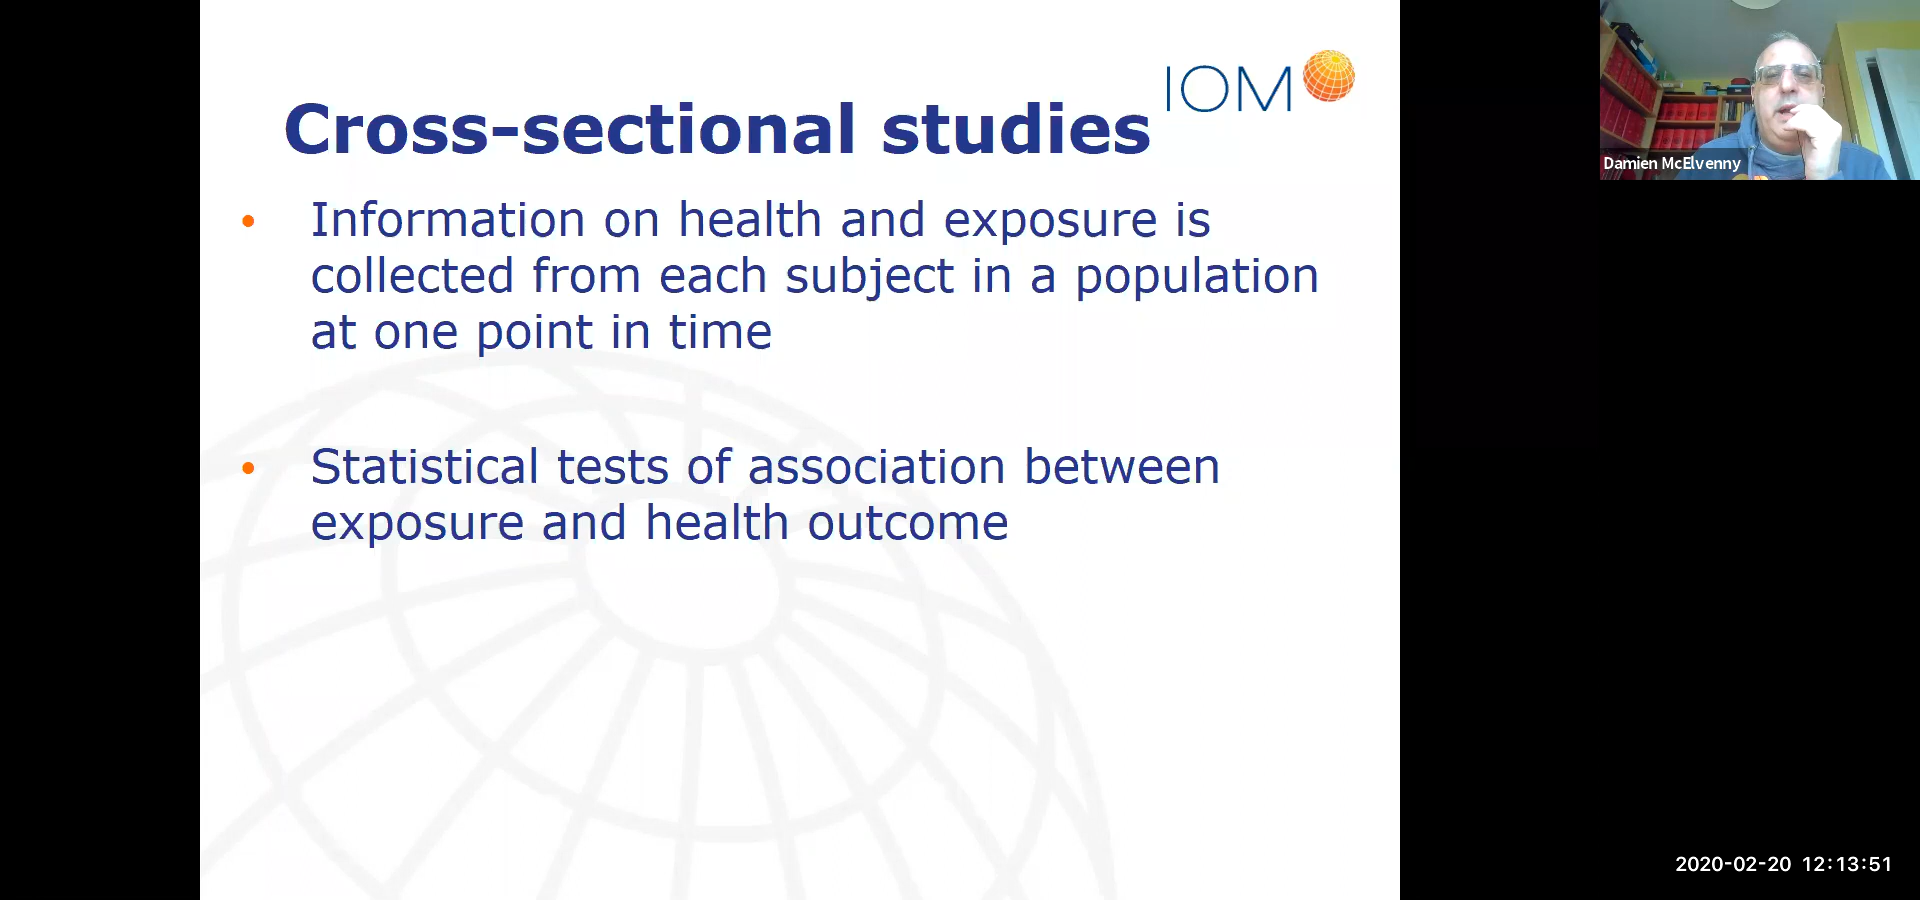 IOM
Cross-sectional studies
• Information on health and exposure is
collected from each subject in a population
at one point in time
• Statistical tests of association between
exposure and health outcome
Damien McElvenny
2020-02-20 12:13:51